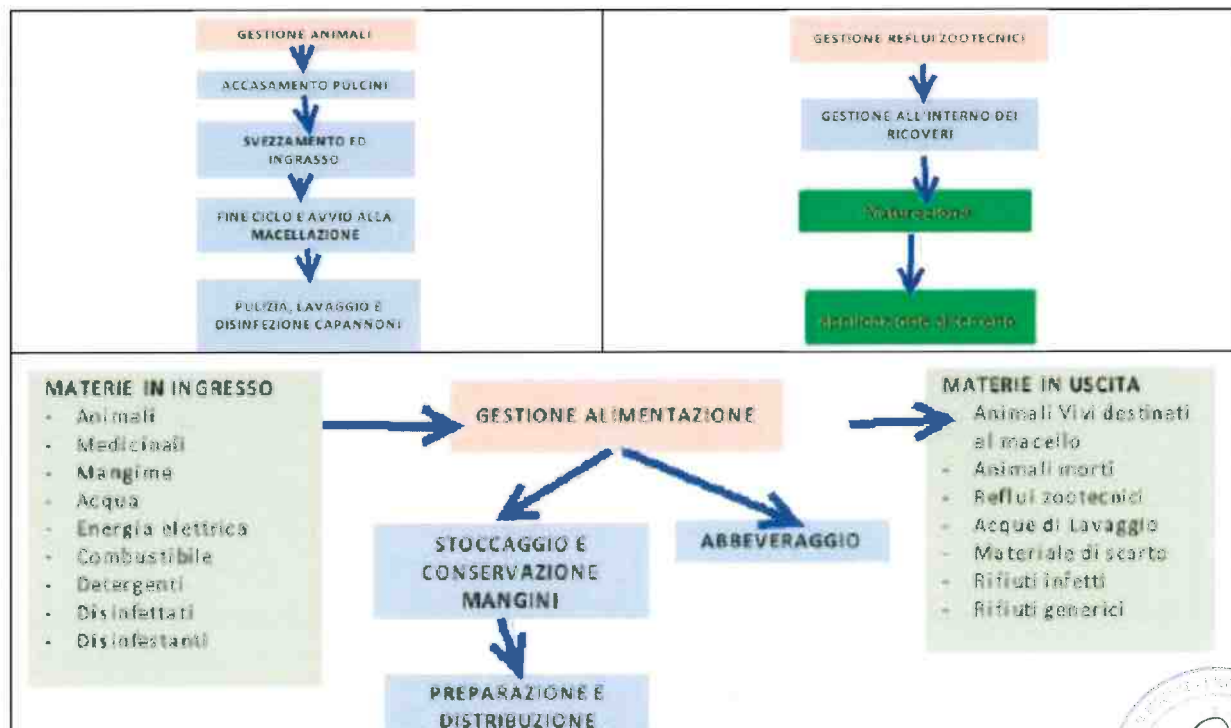 GESTIONE ANIMALI
ACCASAMENTO PULCINI
SVEZZAMENTO ED
INGRASSO
FINE CICLO E AVVIO ALLA
MACELLAZIONE
PULIZIA, LAVAGGIO E
DISINFEZIONE CAPANNONI
GESTIONE REFLUI ZOOTECNICI
GESTIONE ALL'INTERNO DEI
RICOVERI
Maturazione
applicazione al terreno
MATERIE IN INGRESSO
- Animali
- Medicinali
- Mangime
- Acqua
- Energia elettrica
- Combustibile
- Detergenti
- Disinfettati
- Disinfestanti
GESTIONE ALIMENTAZIONE
STOCCAGGIO E
CONSERVAZIONE
MANGINI
PREPARAZIONE E
DISTRIBUZIONE
ABBEVERAGGIO
MATERIE IN USCITA
- Animali Vivi destinati
al macello
- Animali morti
- Reflui zootecnici
- Acque di Lavaggio
- Materiale di scarto
- Rifiuti infetti
- Rifiuti generici